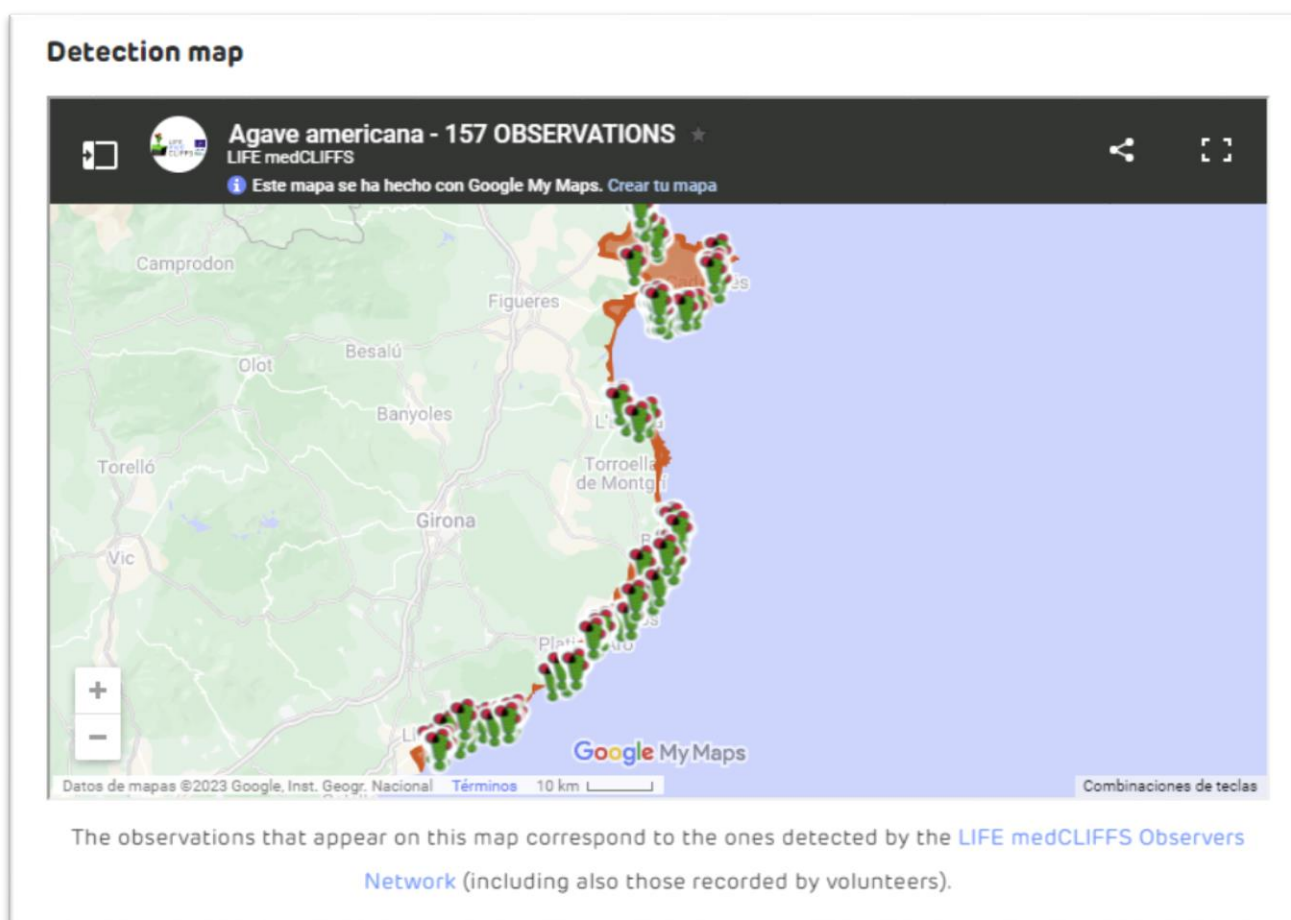 Detection map
Agave americana - 157 OBSERVATIONS
LIFE medCLIFFS
Este mapa se ha hecho con Google My Maps. Crear tu mapa
Camprodon
Figueres
Besalú
Olot
Banyoles
Torelló
Torroella
de Montgrí
Girona
Vic
Google My Maps
Datos de mapas ©2023 Google, Inst. Geogr. Nacional Términos 10 km
Combinaciones de teclas
The observations that appear on this map correspond to the ones detected by the LIFE medCLIFFS Observers
Network (including also those recorded by volunteers).